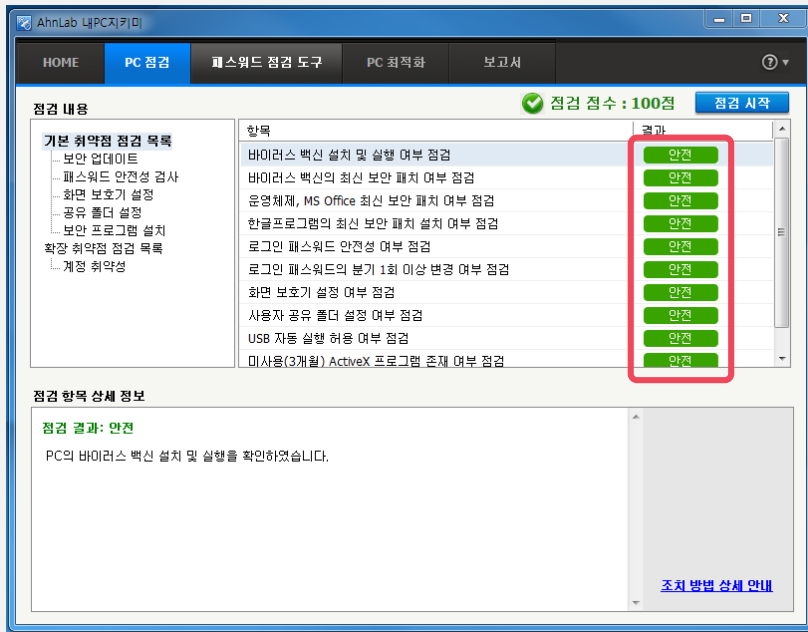 AhnLab 내PC지키미
HOME PC 점검 패스워드 점검 도구 PC 최적화 보고서
점검 내용
점검 점수 : 100점 점검 시작
기본 취약점 점검 목록
보안 업데이트
패스워드 안전성 검사
화면 보호기 설정
공유 폴더 설정
보안 프로그램 설치
확장 취약점 점검 목록
계정 취약성
항목 결과
바이러스 백신 설치 및 실행 여부 점검 안전
바이러스 백신의 최신 보안 패치 여부 점검 안전
운영체제, MS Office 최신 보안 패치 여부 점검 안전
한글프로그램의 최신 보안 패치 설치 여부 점검 안전
로그인 패스워드 안전성 여부 점검 안전
로그인 패스워드의 분기 1회 이상 변경 여부 점검 안전
화면 보호기 설정 여부 점검 안전
사용자 공유 폴더 설정 여부 점검 안전
USB 자동 실행 허용 여부 점검 안전
미사용(3개월) ActiveX 프로그램 존재 여부 점검 안전
점검 항목 상세 정보
점검 결과: 안전
PC의 바이러스 백신 설치 및 실행을 확인하였습니다.
조치 방법 상세 안내